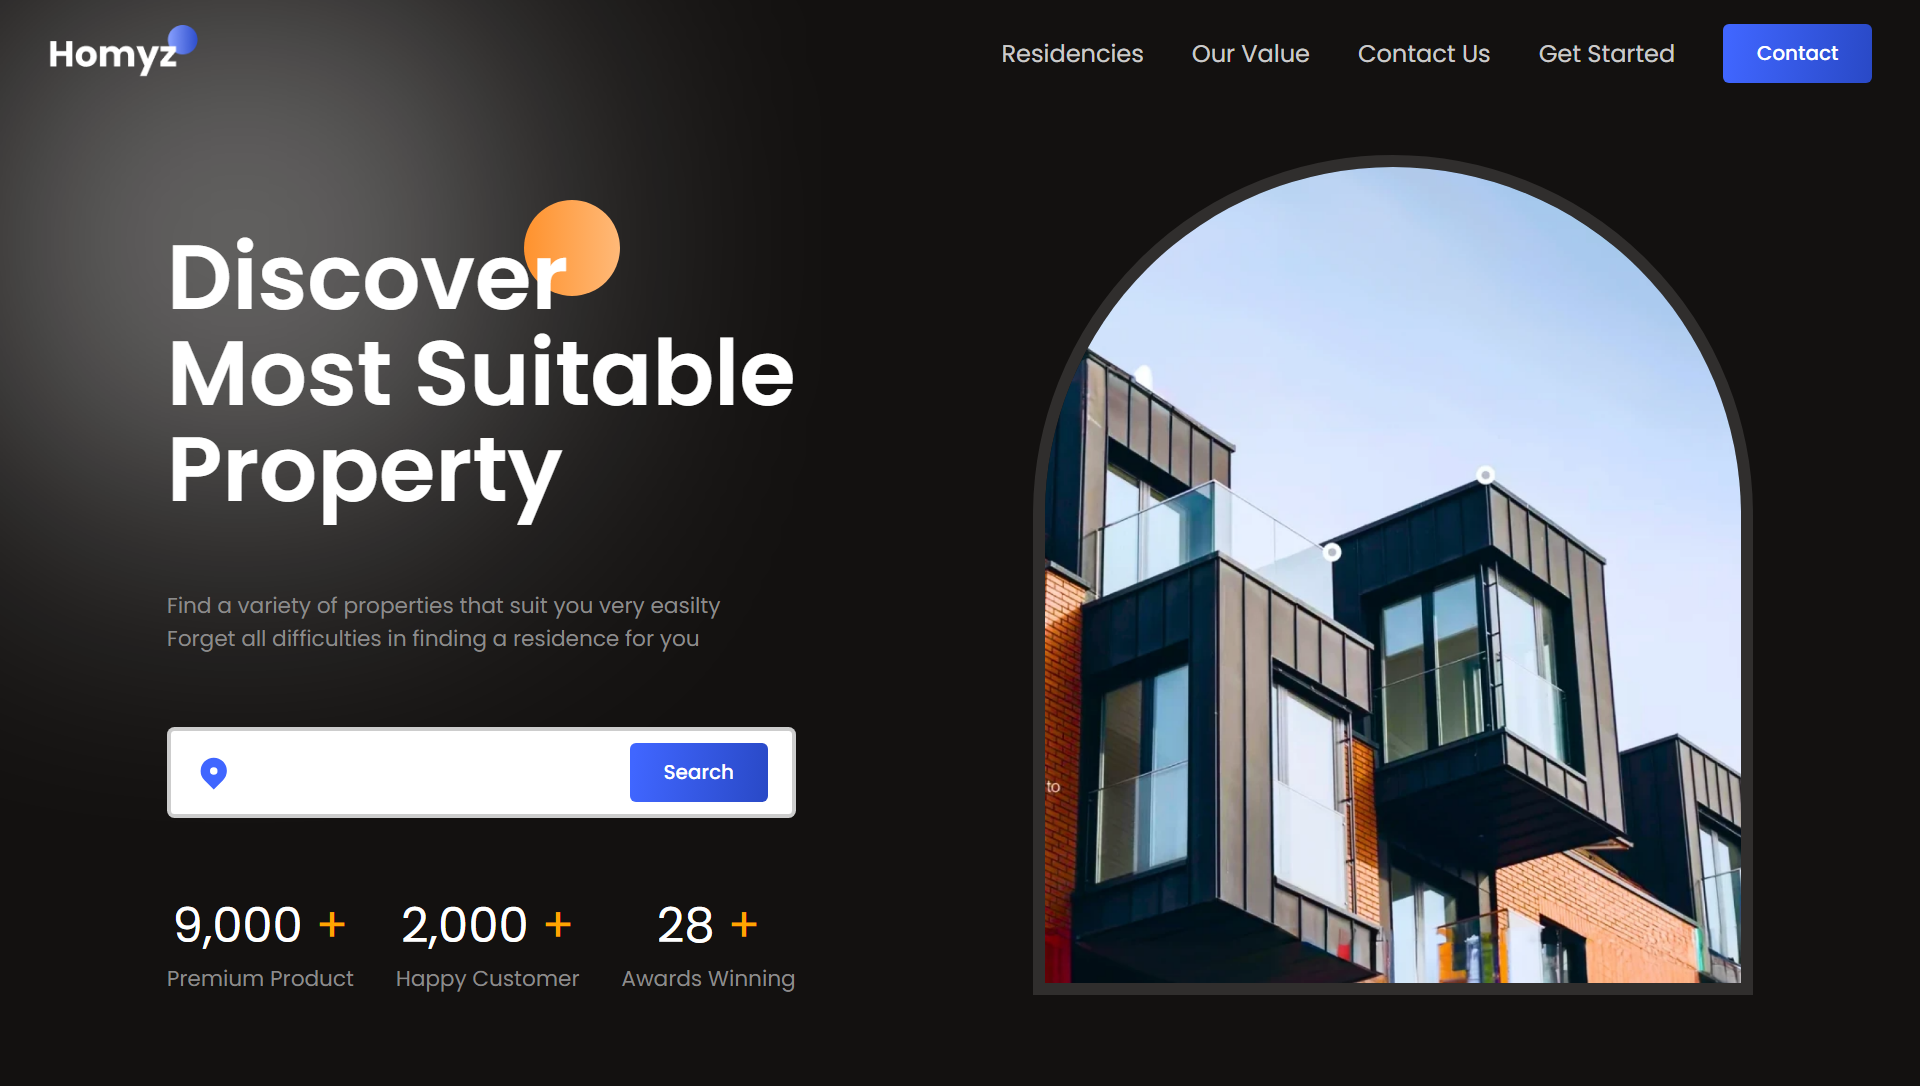 Homyz
Residencies
Our Value
Contact Us
Get Started
Contact
Discover
Most Suitable
Property
Find a variety of properties that suit you very easilty
Forget all difficulties in finding a residence for you
Search
9,000 +
2,000 +
28 +
Premium Product
Happy Customer
Awards Winning
to